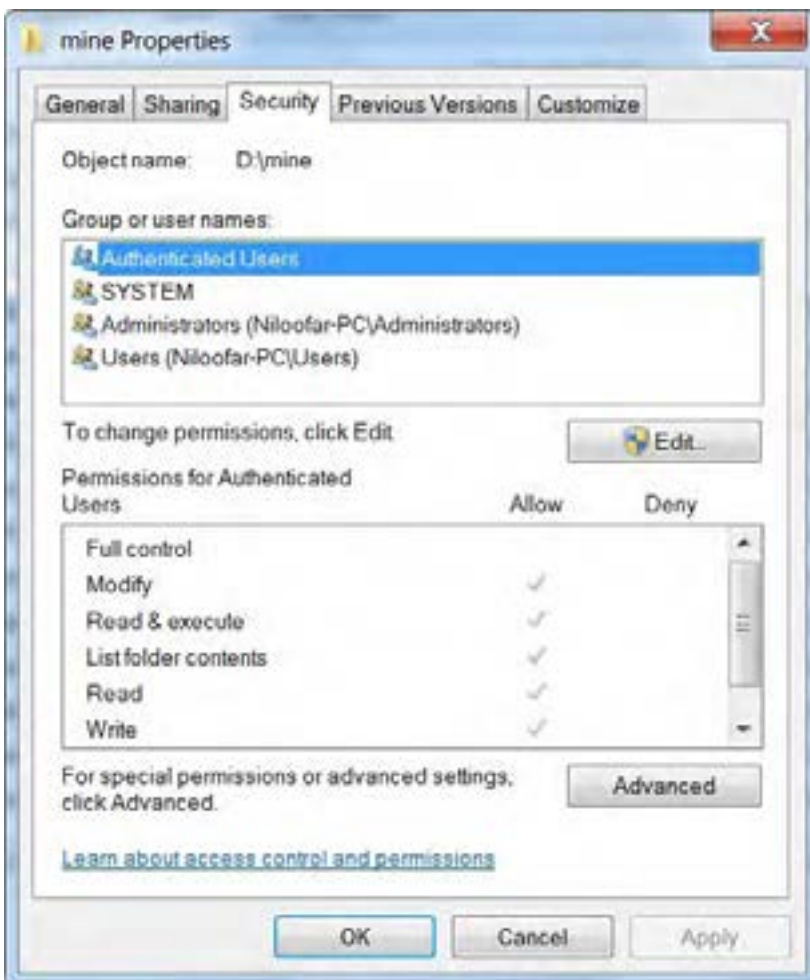 mine Properties
General Sharing Security Previous Versions Customize
Object name: D:\mine
Group or user names:
Authenticated Users
SYSTEM
Administrators (Niloofar-PC\Administrators)
Users (Niloofar-PC\Users)
To change permissions, click Edit.
Edit...
Permissions for Authenticated
Users Allow Deny
Full control
Modify
Read & execute
List folder contents
Read
Write
For special permissions or advanced settings,
click Advanced.
Advanced
Learn about access control and permissions
OK Cancel Apply